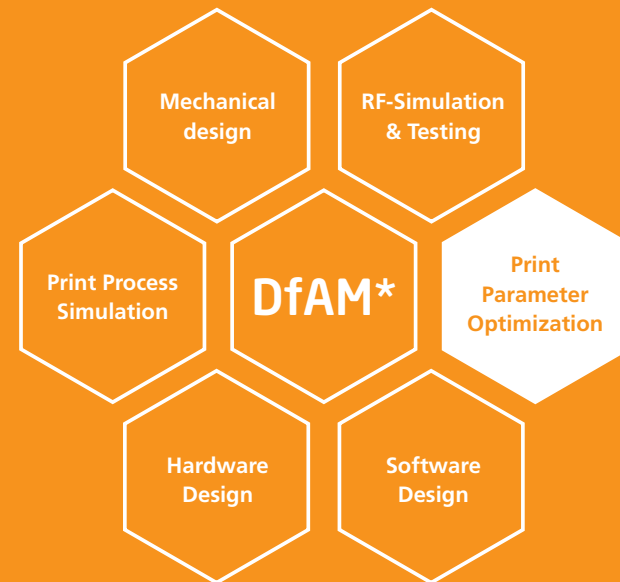 Mechanical
design
RF-Simulation
& Testing
Print Process
Simulation
DfAM*
Print
Parameter
Optimization
Hardware
Design
Software
Design